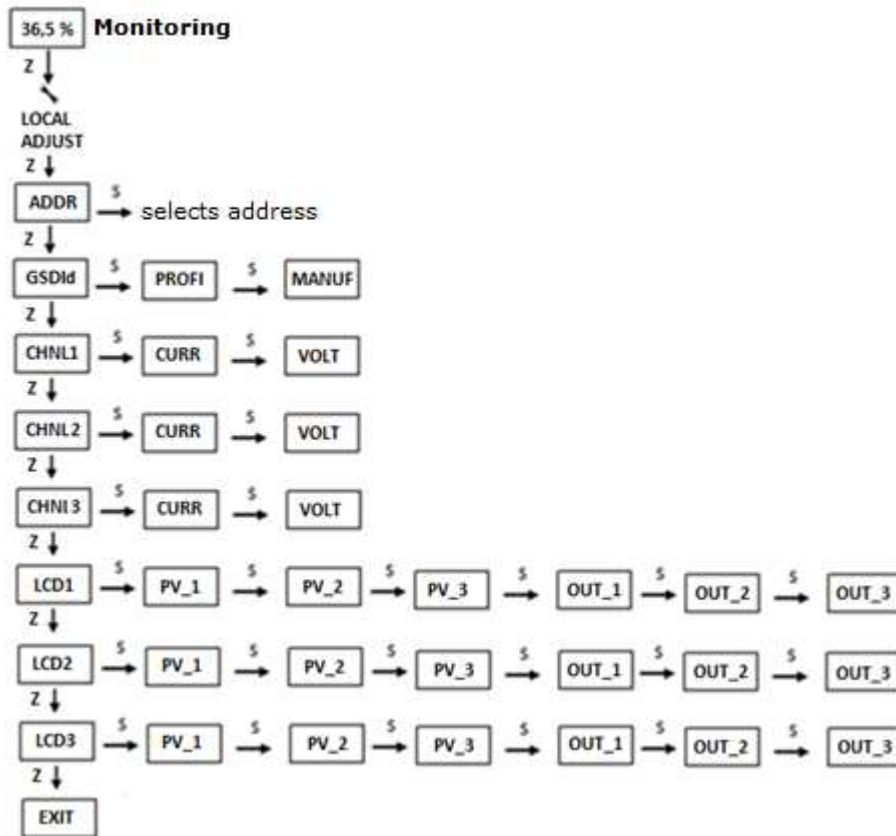 36,5 % Monitoring
Z
LOCAL
ADJUST
Z $
ADDR selects address
Z $ $
GSDId PROFI MANUF
Z $ $
CHNL1 CURR VOLT
Z $ $
CHNL2 CURR VOLT
Z $ $
CHNL3 CURR VOLT
Z $ $ $ $ $ $
LCD1 PV_1 PV_2 PV_3 OUT_1 OUT_2 OUT_3
Z $ $ $ $ $ $
LCD2 PV_1 PV_2 PV_3 OUT_1 OUT_2 OUT_3
Z $ $ $ $ $ $
LCD3 PV_1 PV_2 PV_3 OUT_1 OUT_2 OUT_3
Z
EXIT